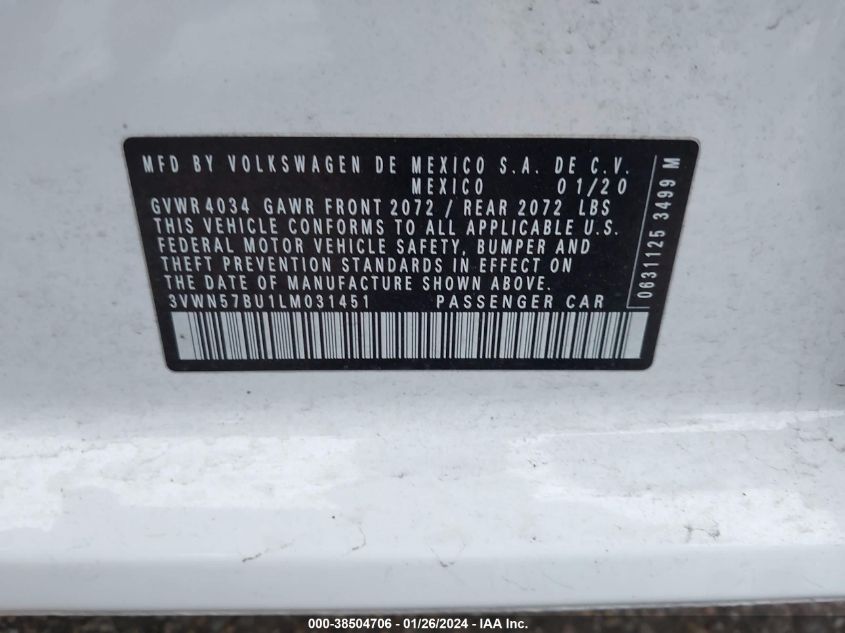 MFD BY VOLKSWAGEN DE MEXICO S.A. DE C.V.
MEXICO 01/20
GVWR 4034 GAWR FRONT 2072 / REAR 2072 LBS
THIS VEHICLE CONFORMS TO ALL APPLICABLE U.S.
FEDERAL MOTOR VEHICLE SAFETY, BUMPER AND
THEFT PREVENTION STANDARDS IN EFFECT ON
THE DATE OF MANUFACTURE SHOWN ABOVE.
3VWN57BU1LM031451 PASSENGER CAR
0631125 3499 M
000-38504706 - 01/26/2024 - IAA Inc.